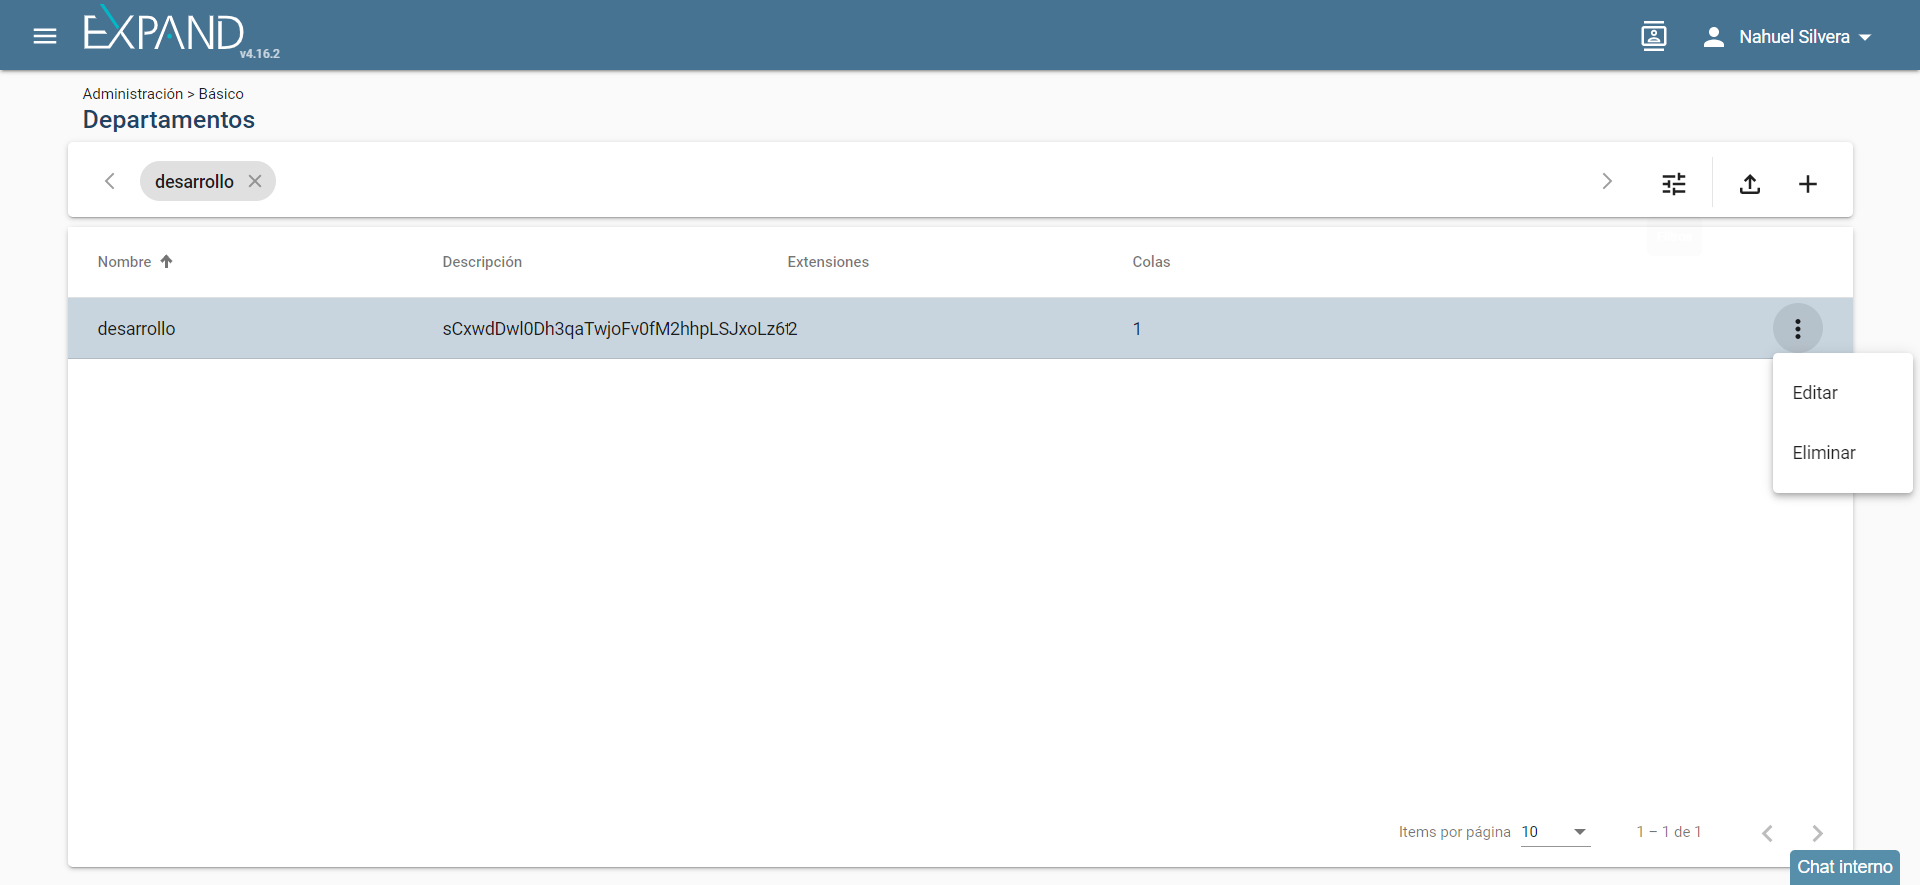 EXPAND
v4.16.2
Nahuel Silvera
Administración > Básico
Departamentos
desarrollo
Nombre Descripción Extensiones Colas
desarrollo sCxwdDwl0Dh3qaTwjoFv0fM2hhpLSJxoLz6f2 1
Editar
Eliminar
Items por página 10 1 – 1 de 1
Chat interno